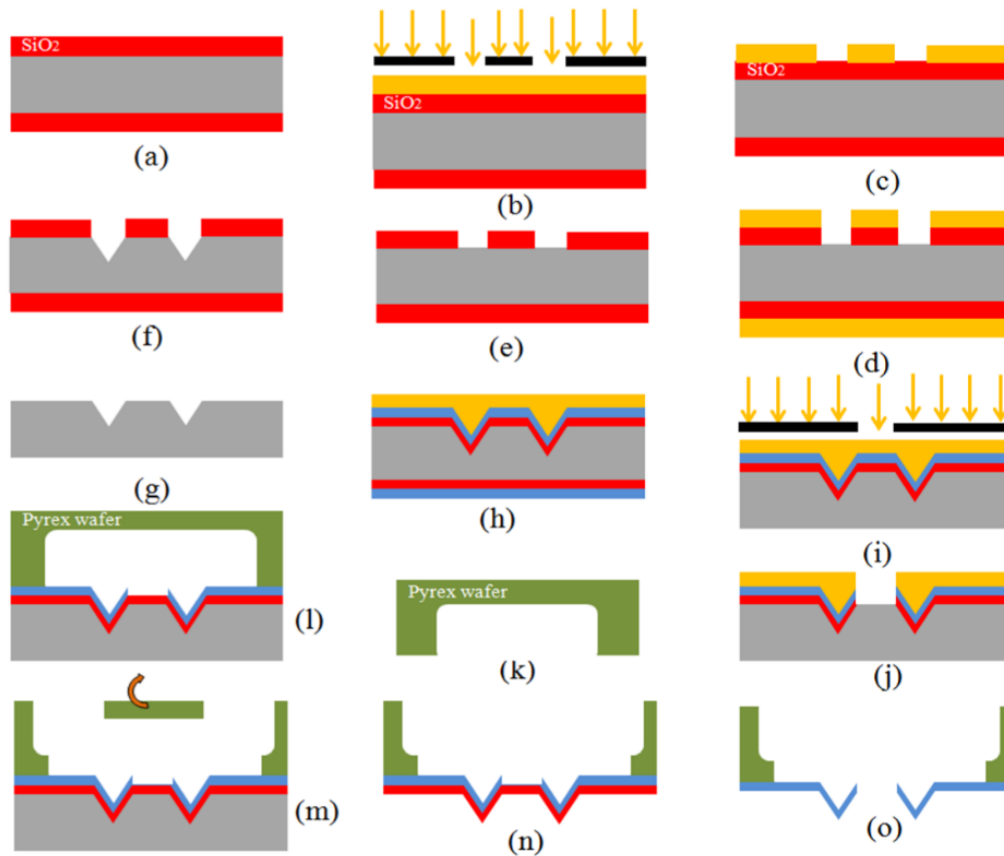 SiO2
(a)
SiO2
(b)
SiO2
(c)
(f)
(e)
(d)
(g)
(h)
(i)
Pyrex wafer
(l)
Pyrex wafer
(k)
(j)
(m)
(n)
(o)